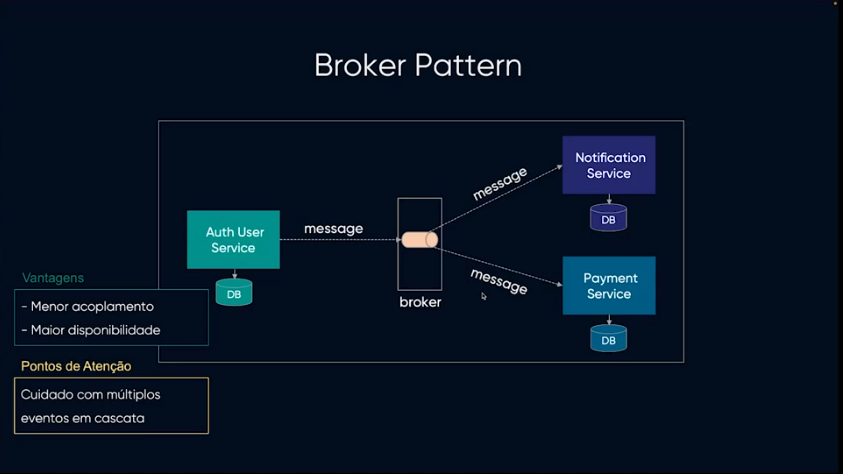 Broker Pattern
Notification
Service
message
DB
Auth User
Service
message
DB
broker
message
Payment
Service
DB
Vantagens
- Menor acoplamento
- Maior disponibilidade
Pontos de Atenção
Cuidado com múltiplos
eventos em cascata